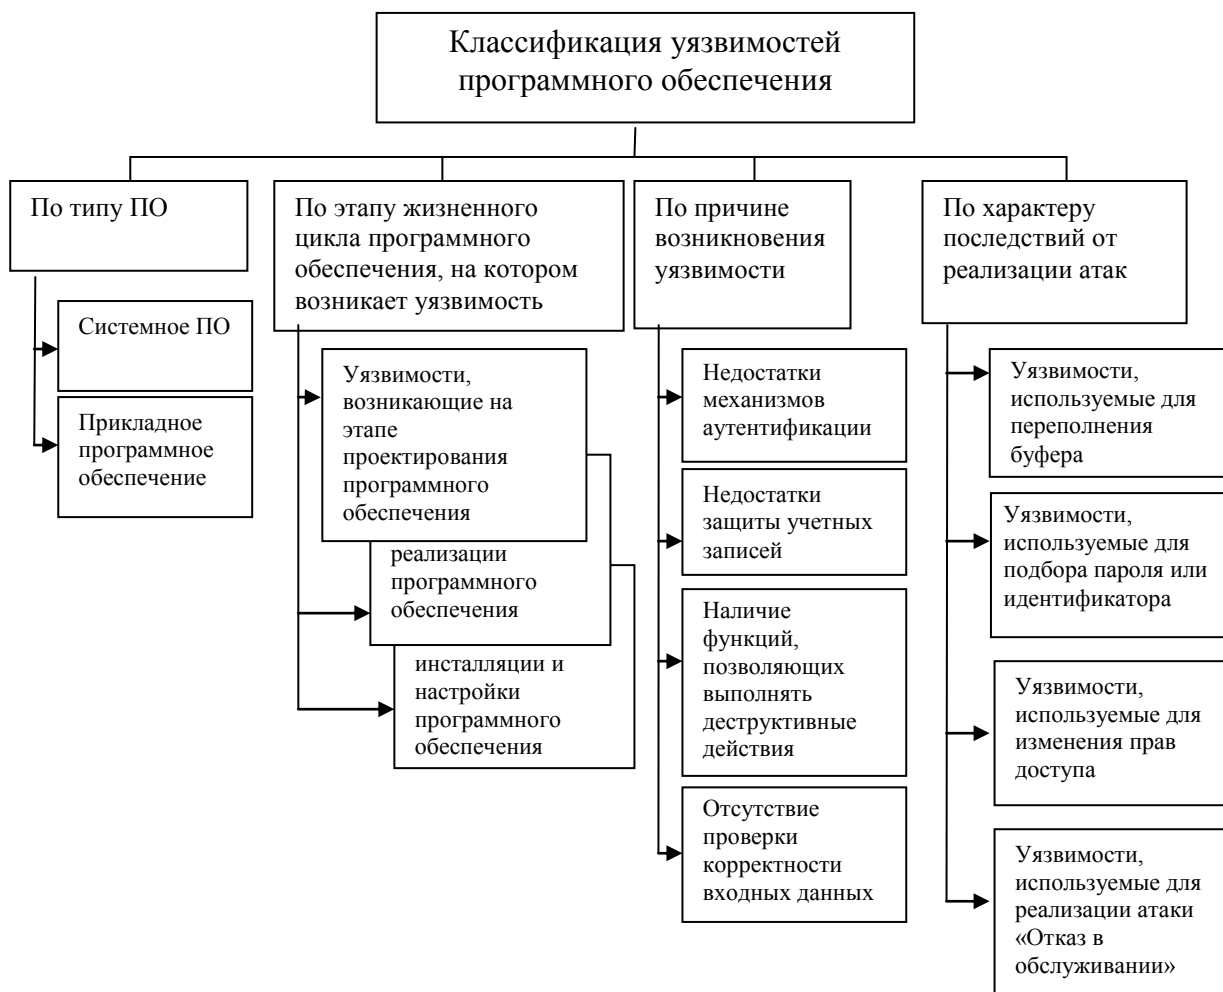 Классификация уязвимостей
программного обеспечения
По типу ПО
Системное ПО
Прикладное
программное
обеспечение
По этапу жизненного
цикла программного
обеспечения, на котором
возникает уязвимость
Уязвимости,
возникающие на
этапе
проектирования
программного
обеспечения
реализации
программного
обеспечения
инсталляции и
настройки
программного
обеспечения
По причине
возникновения
уязвимости
Недостатки
механизмов
аутентификации
Недостатки
защиты учетных
записей
Наличие
функций,
позволяющих
выполнять
деструктивные
действия
Отсутствие
проверки
корректности
входных данных
По характеру
последствий от
реализации атак
Уязвимости,
используемые для
переполнения
буфера
Уязвимости,
используемые для
подбора пароля или
идентификатора
Уязвимости,
используемые для
изменения прав
доступа
Уязвимости,
используемые для
реализации атаки
«Отказ в
обслуживании»